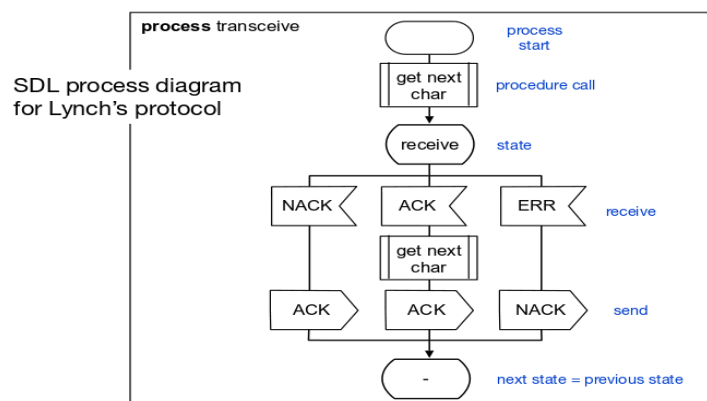 process transceive
process
start
SDL process diagram
for Lynch's protocol
get next
char
procedure call
receive
state
NACK
ACK
ERR
receive
get next
char
ACK
ACK
NACK
send
-
next state = previous state